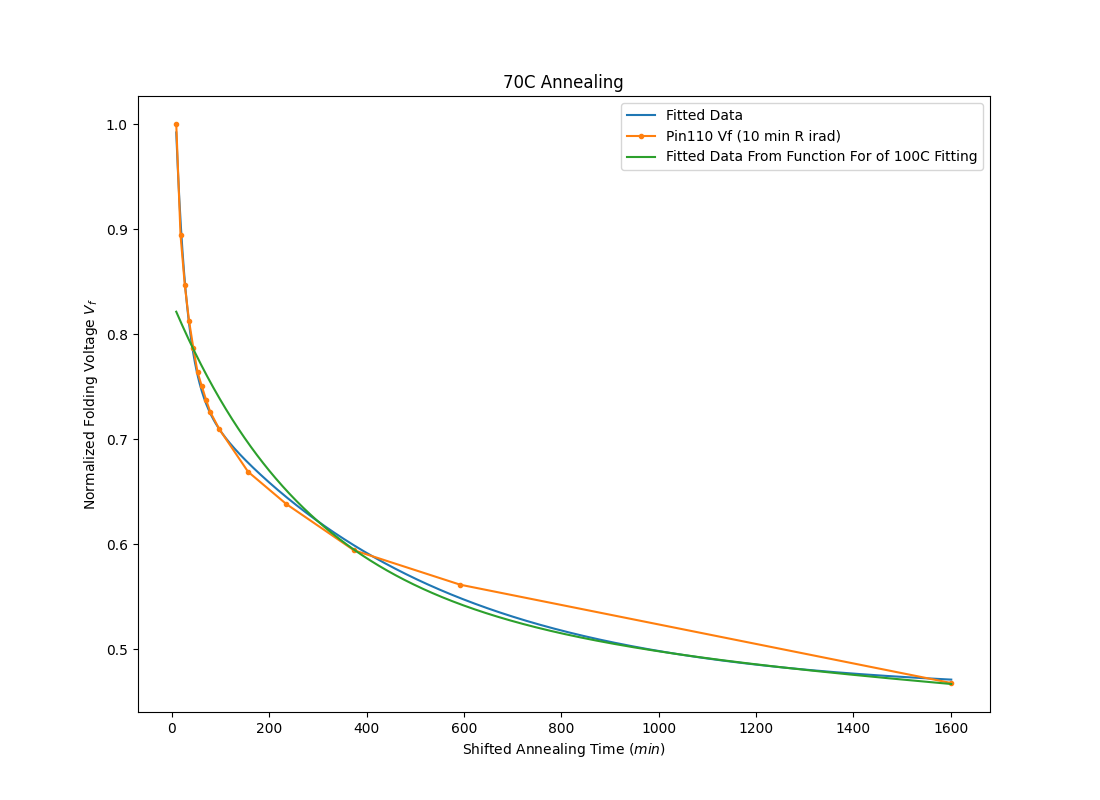 70C Annealing
Fitted Data
Pin110 Vf (10 min R irad)
Fitted Data From Function For of 100C Fitting
Normalized Folding Voltage V_f
1.0
0.9
0.8
0.7
0.6
0.5
0 200 400 600 800 1000 1200 1400 1600
Shifted Annealing Time (min)